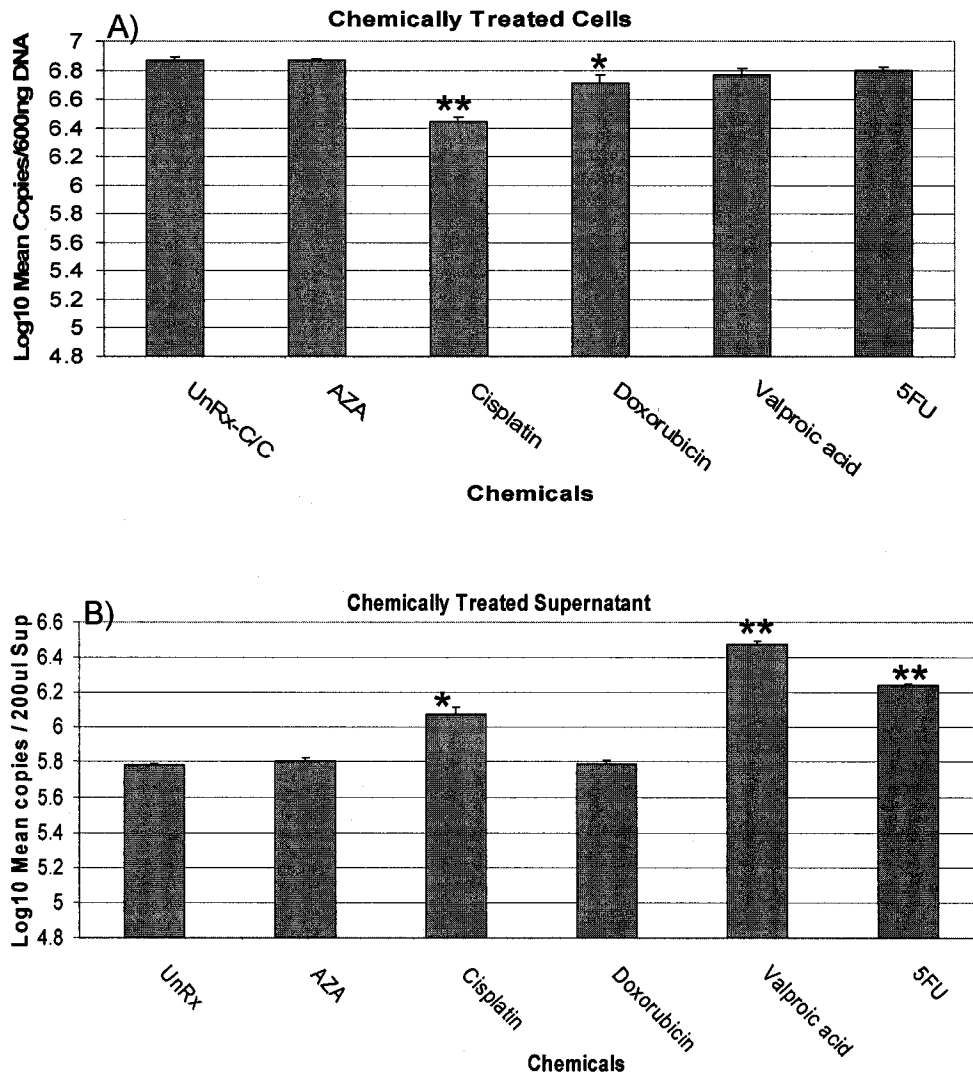 A)
Chemically Treated Cells
Log10 Mean Copies/600ng DNA
7
6.8
6.6
6.4
6.2
6
5.8
5.6
5.4
5.2
5
4.8
**
*
UnRx-C/C
AZA
Cisplatin
Doxorubicin
Valproic acid
5FU
Chemicals
B)
Chemically Treated Supernatant
Log10 Mean copies / 200ul Sup
6.6
6.4
6.2
6
5.8
5.6
5.4
5.2
5
4.8
*
**
**
UnRx
AZA
Cisplatin
Doxorubicin
Valproic acid
5FU
Chemicals